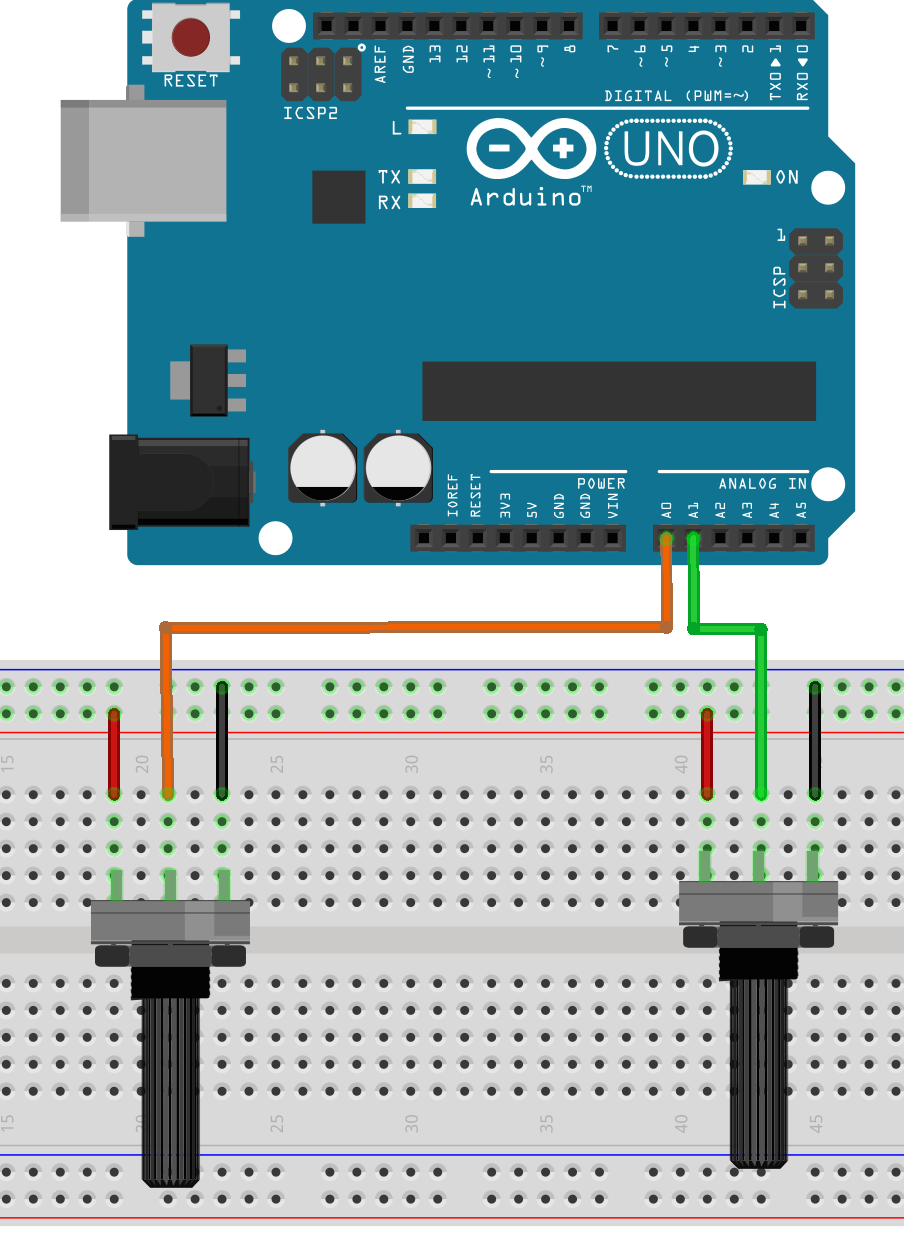 RESET
ICSP2
AREF
GND
13
12
~11
~10
~9
8
7
~6
~5
4
~3
2
TX0▶1
RX0◀0
DIGITAL (PWM=~)
L
TX
RX
UNO
Arduino™
ON
1
ICSP
POWER
ANALOG IN
IOREF
RESET
3V3
5V
GND
GND
VIN
A0
A1
A2
A3
A4
A5
15
20
25
30
35
40
15
25
30
35
40
45